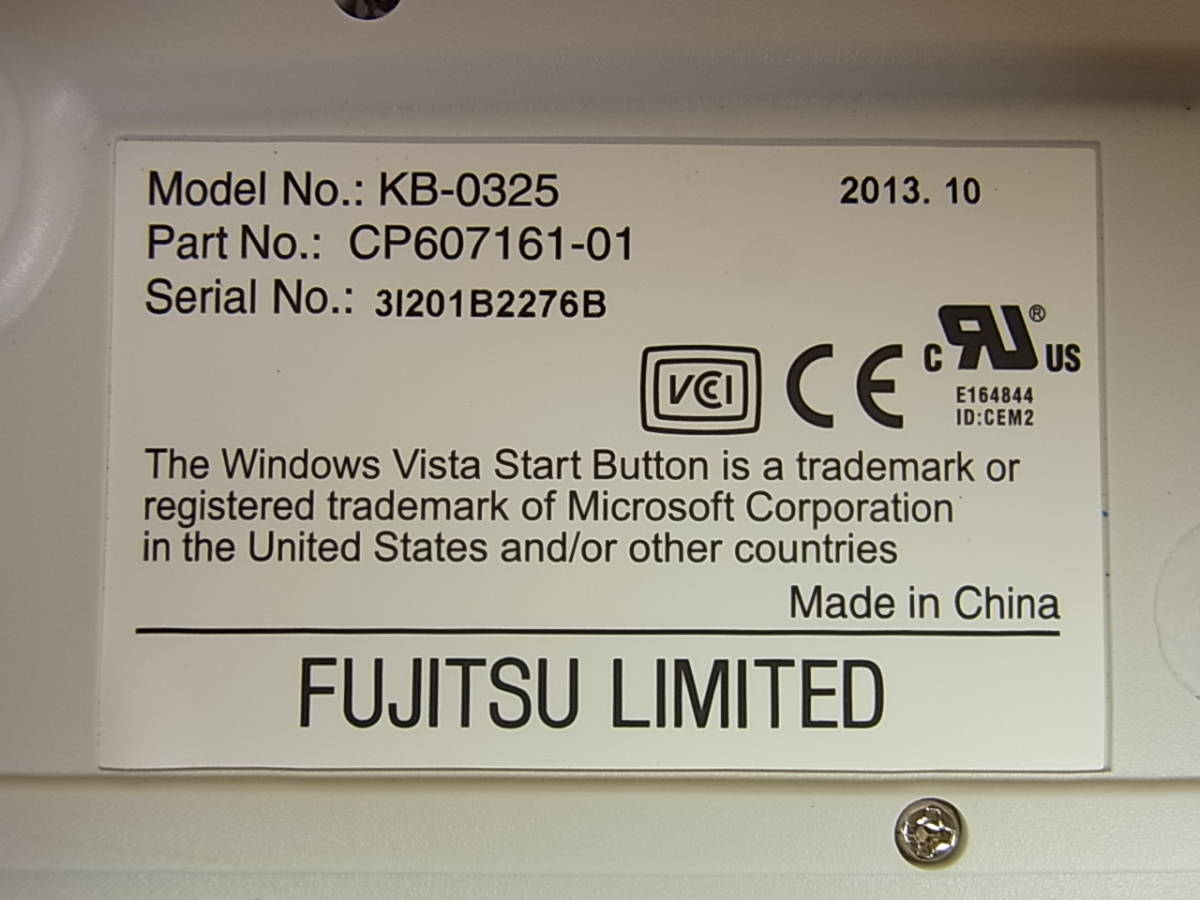 Model No.: KB-0325 2013. 10
Part No.: CP607161-01
Serial No.: 3I201B2276B
VCCI CE C RU ® US
E164844
ID:CEM2
The Windows Vista Start Button is a trademark or
registered trademark of Microsoft Corporation
in the United States and/or other countries
Made in China
FUJITSU LIMITED